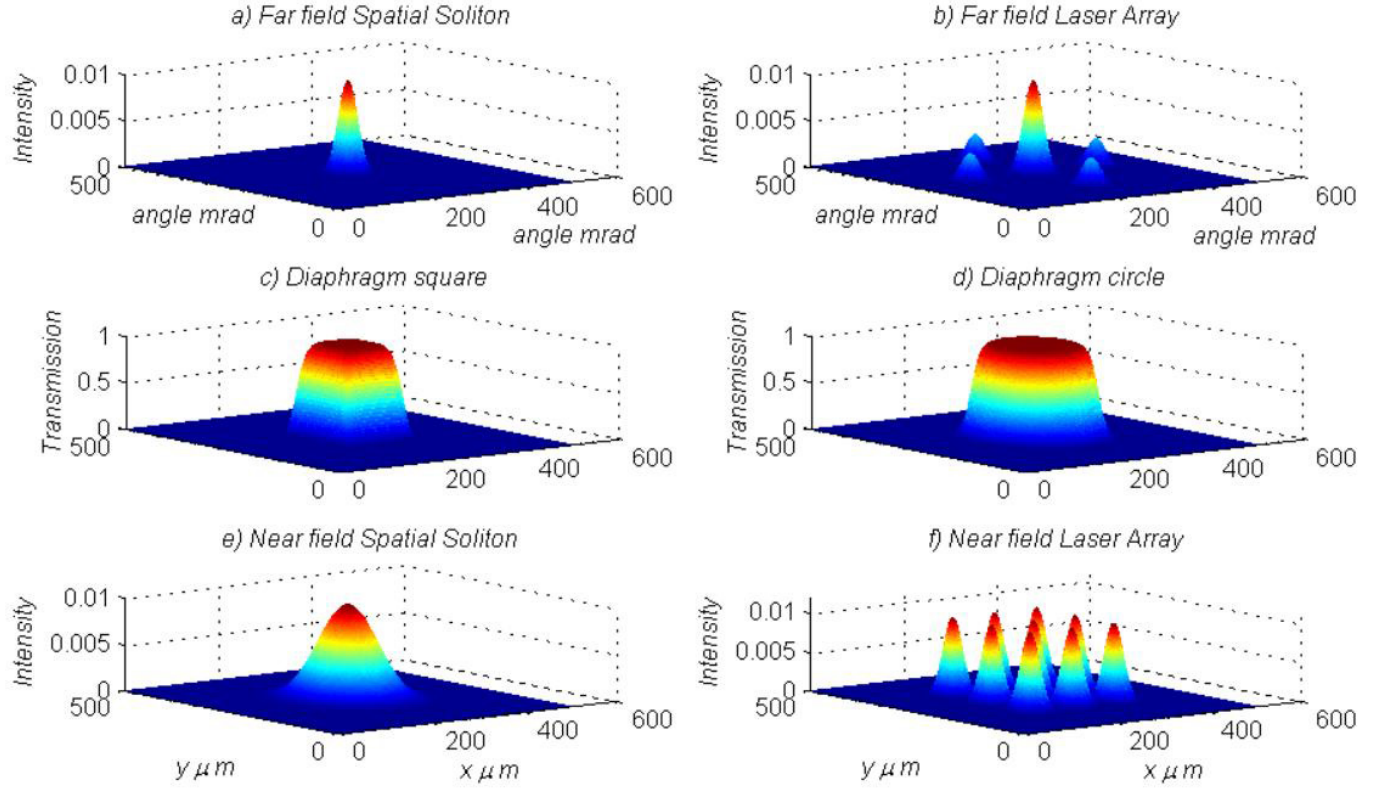 a) Far field Spatial Soliton
b) Far field Laser Array
Intensity
0.01
0.005
0
500
angle mrad
0
0
200
400
600
angle mrad
Intensity
0.01
0.005
0
500
angle mrad
0
0
200
400
600
angle mrad
c) Diaphragm square
d) Diaphragm circle
Transmission
1
0.5
0
500
0
0
200
400
600
Transmission
1
0.5
0
500
0
0
200
400
600
e) Near field Spatial Soliton
f) Near field Laser Array
Intensity
0.01
0.005
0
500
y μm
0
0
200
400
600
x μm
Intensity
0.01
0.005
0
500
y μm
0
0
200
400
600
x μm